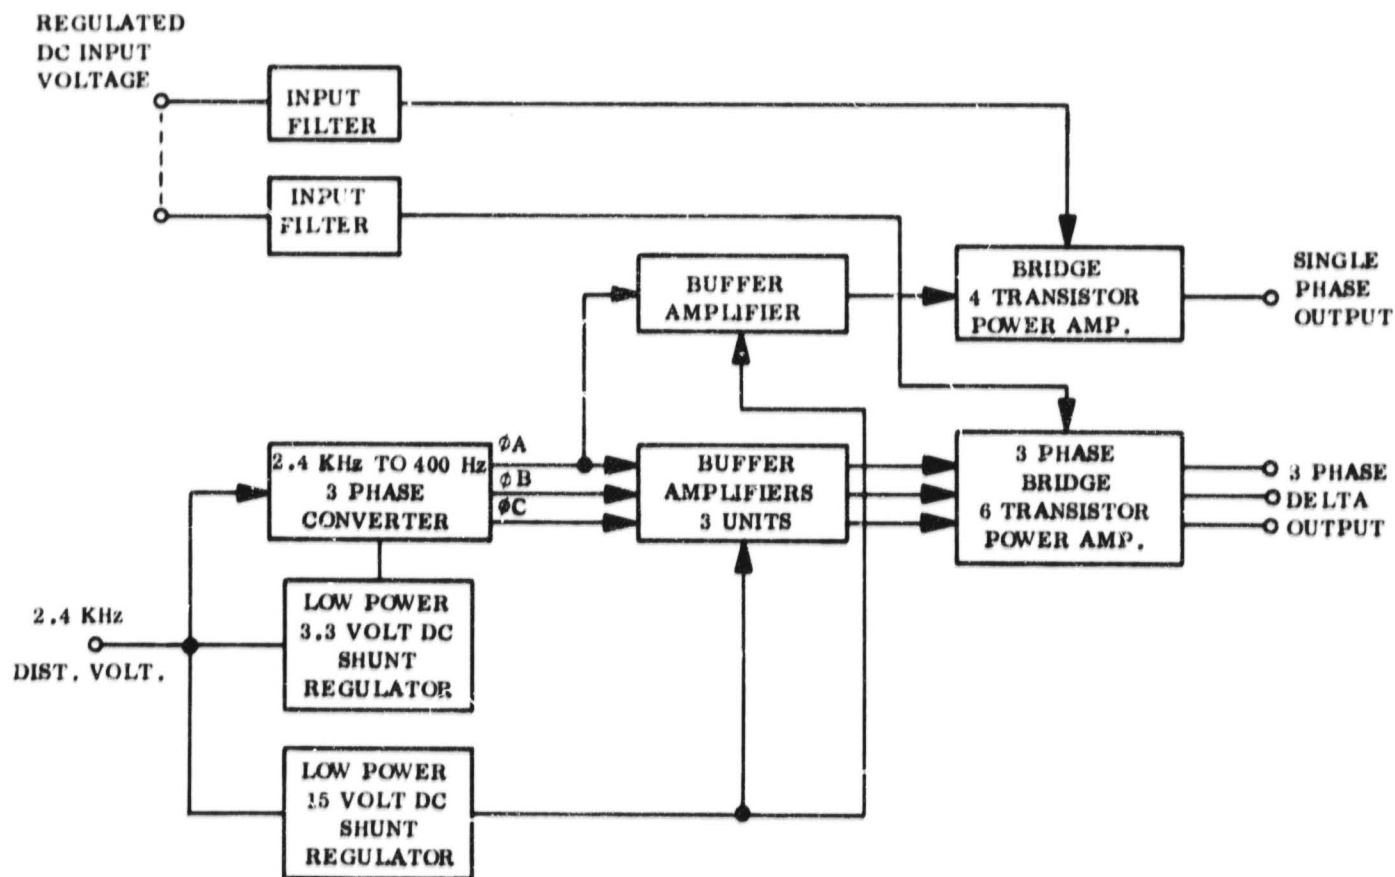 REGULATED
DC INPUT
VOLTAGE
INPUT
FILTER
INPUT
FILTER
BUFFER
AMPLIFIER
BRIDGE
4 TRANSISTOR
POWER AMP.
SINGLE
PHASE
OUTPUT
2.4 KHz TO 400 Hz
3 PHASE
CONVERTER
φA
φB
φC
BUFFER
AMPLIFIERS
3 UNITS
3 PHASE
BRIDGE
6 TRANSISTOR
POWER AMP.
3 PHASE
DELTA
OUTPUT
2.4 KHz
DIST. VOLT.
LOW POWER
3.3 VOLT DC
SHUNT
REGULATOR
LOW POWER
15 VOLT DC
SHUNT
REGULATOR